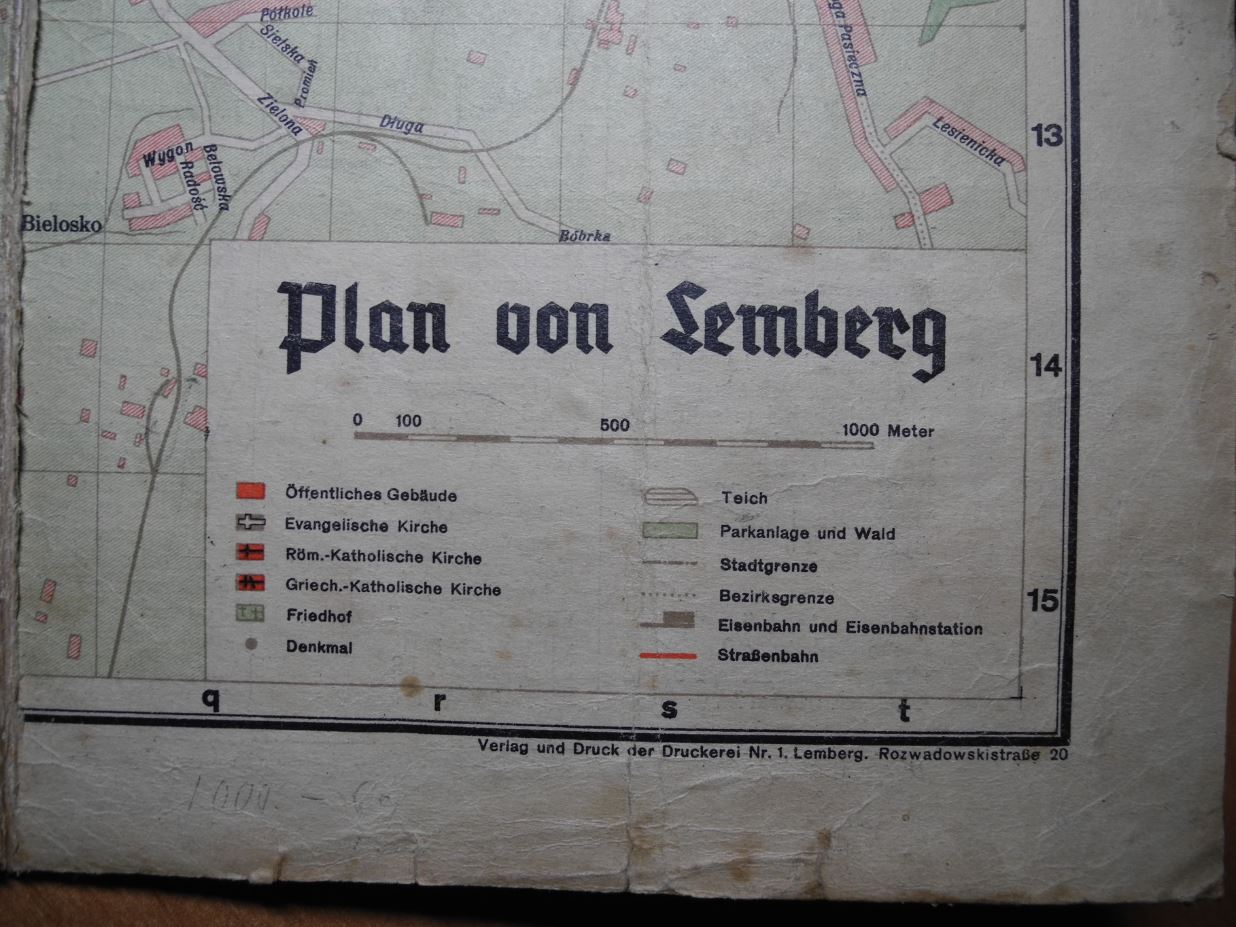 Półkole
Sielska
Promień
ga Pasieczna
Zielona
Długa
Lesienicka
13
Wygon
Belowska
Radość
Bielosko
Bóbrka
Plan von Lemberg
14
0 100 500 1000 Meter
Öffentliches Gebäude
Evangelische Kirche
Röm.-Katholische Kirche
Griech.-Katholische Kirche
Friedhof
Denkmal
Teich
Parkanlage und Wald
Stadtgrenze
Bezirksgrenze
Eisenbahn und Eisenbahnstation
Straßenbahn
15
q r s t
Verlag und Druck der Druckerei Nr. 1. Lemberg. Rozwadowskistraße 20